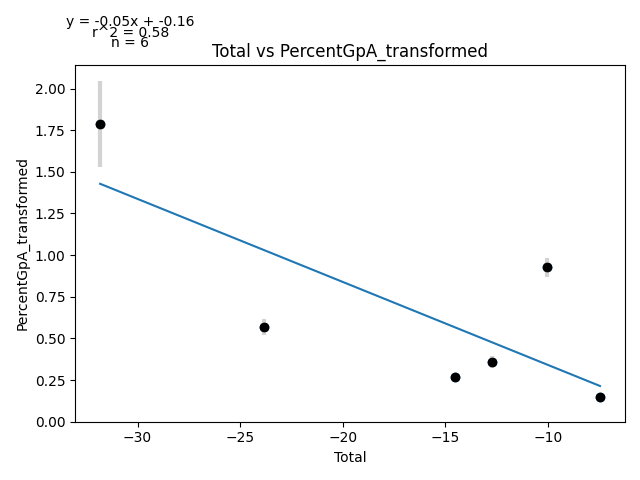 y = -0.05x + -0.16
r^2 = 0.58
n = 6
Total vs PercentGpA_transformed
PercentGpA_transformed
2.00
1.75
1.50
1.25
1.00
0.75
0.50
0.25
0.00
−30
−25
−20
−15
−10
Total